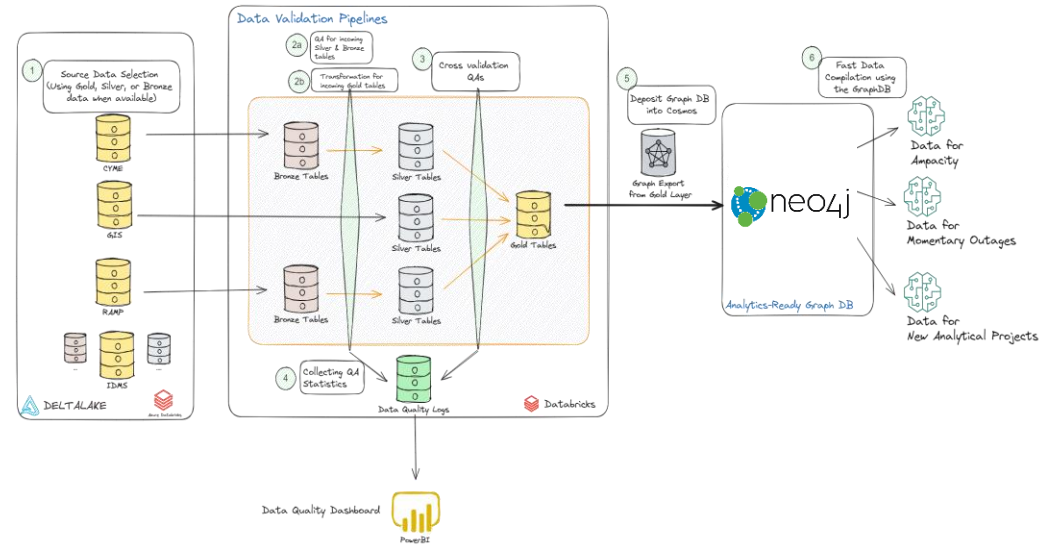 Data Validation Pipelines
1
Source Data Selection
(Using Gold, Silver, or Bronze
data when available)
CYME
GIS
RAMP
...
...
IDMS
DELTALAKE
Azure Databricks
2a
QA for incoming
Silver & Bronze
tables
2b
Transformation for
incoming Gold tables
3
Cross validation
QAs
Bronze Tables
Silver Tables
Silver Tables
Gold Tables
Bronze Tables
Silver Tables
4
Collecting QA
Statistics
Data Quality Logs
Databricks
Data Quality Dashboard
PowerBI
5
Deposit Graph DB
into Cosmos
Graph Export
from Gold Layer
neo4j
Analytics-Ready Graph DB
6
Fast Data
Compilation using
the GraphDB
Data for
Ampacity
Data for
Momentary Outages
Data for
New Analytical Projects